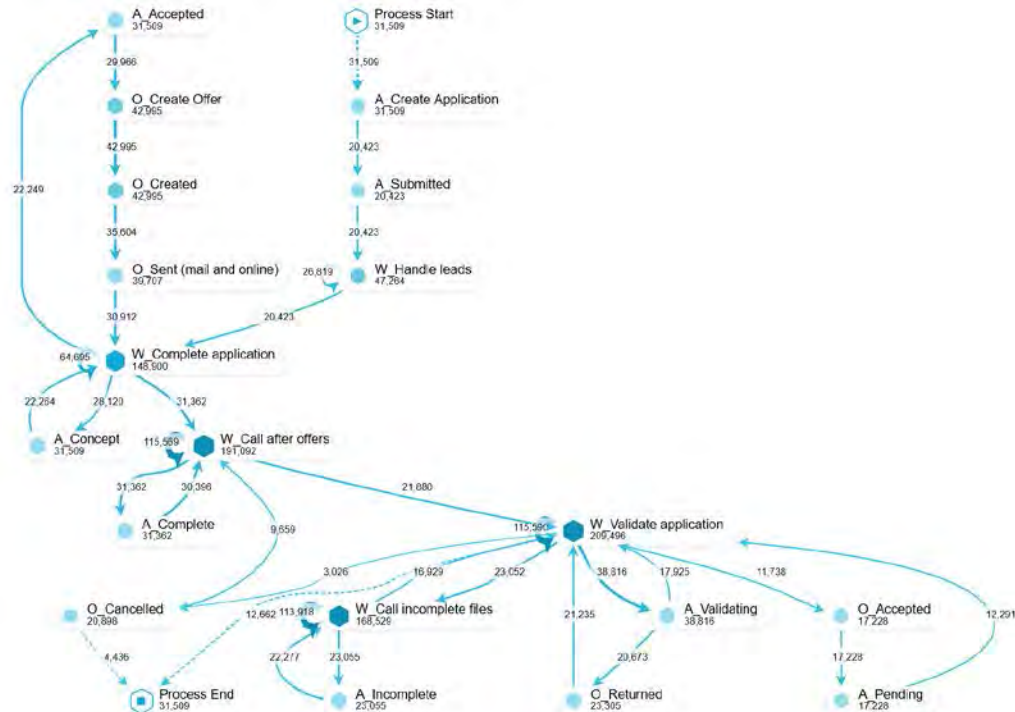 A_Accepted
31,509
Process Start
31,509
29,966
31,509
O_Create Offer
42,995
A_Create Application
31,509
42,995
20,423
22,249
O_Created
42,995
A_Submitted
20,423
35,604
20,423
O_Sent (mail and online)
39,707
26,819
W_Handle leads
47,264
30,912
20,423
64,695
W_Complete application
148,900
22,264
28,120
31,362
A_Concept
31,509
115,569
W_Call after offers
191,092
31,362
30,396
21,680
A_Complete
31,362
9,659
115,590
W_Validate application
209,496
3,026
16,929
23,052
38,816
17,925
11,738
O_Cancelled
20,898
12,662
113,918
W_Call incomplete files
168,529
21,235
A_Validating
38,816
O_Accepted
17,228
12,291
4,436
22,277
23,055
20,673
17,228
Process End
31,509
A_Incomplete
23,055
O_Returned
23,305
A_Pending
17,228